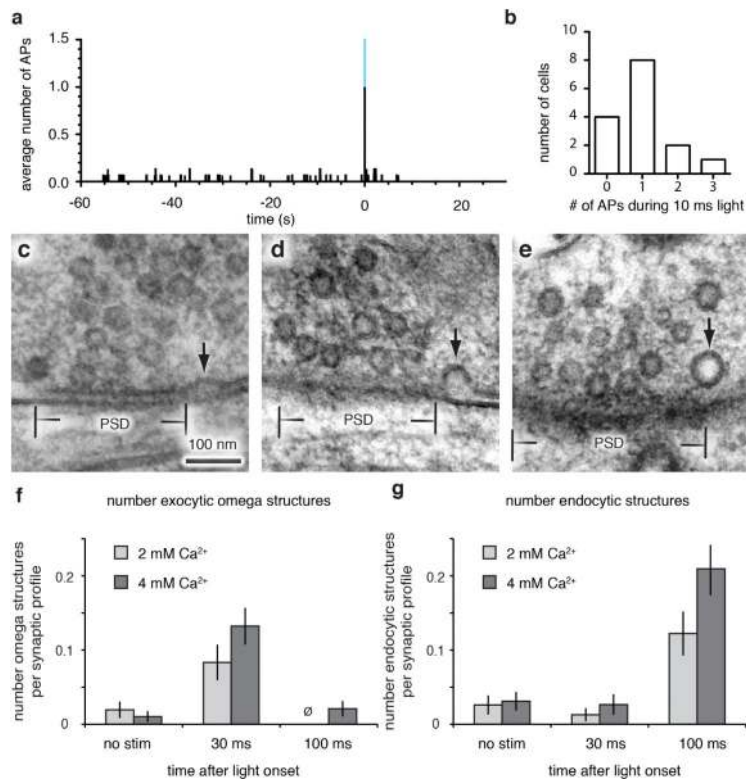 a
average number of APs
1.5
1.0
0.5
0.0
-60
-40
-20
0
20
time (s)
b
number of cells
10
8
6
4
2
0
0
1
2
3
# of APs during 10 ms light
c
PSD
100 nm
d
PSD
e
PSD
f
number exocytic omega structures
number omega structures
per synaptic profile
2 mM Ca²⁺
4 mM Ca²⁺
0.2
0.1
0
ø
no stim
30 ms
100 ms
time after light onset
g
number endocytic structures
number endocytic structures
per synaptic profile
2 mM Ca²⁺
4 mM Ca²⁺
0.2
0.1
0
no stim
30 ms
100 ms
time after light onset